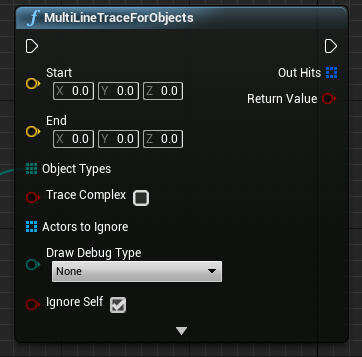 f MultiLineTraceForObjects
Start
X 0.0 Y 0.0 Z 0.0
Out Hits
Return Value
End
X 0.0 Y 0.0 Z 0.0
Object Types
Trace Complex
Actors to Ignore
Draw Debug Type
None
Ignore Self